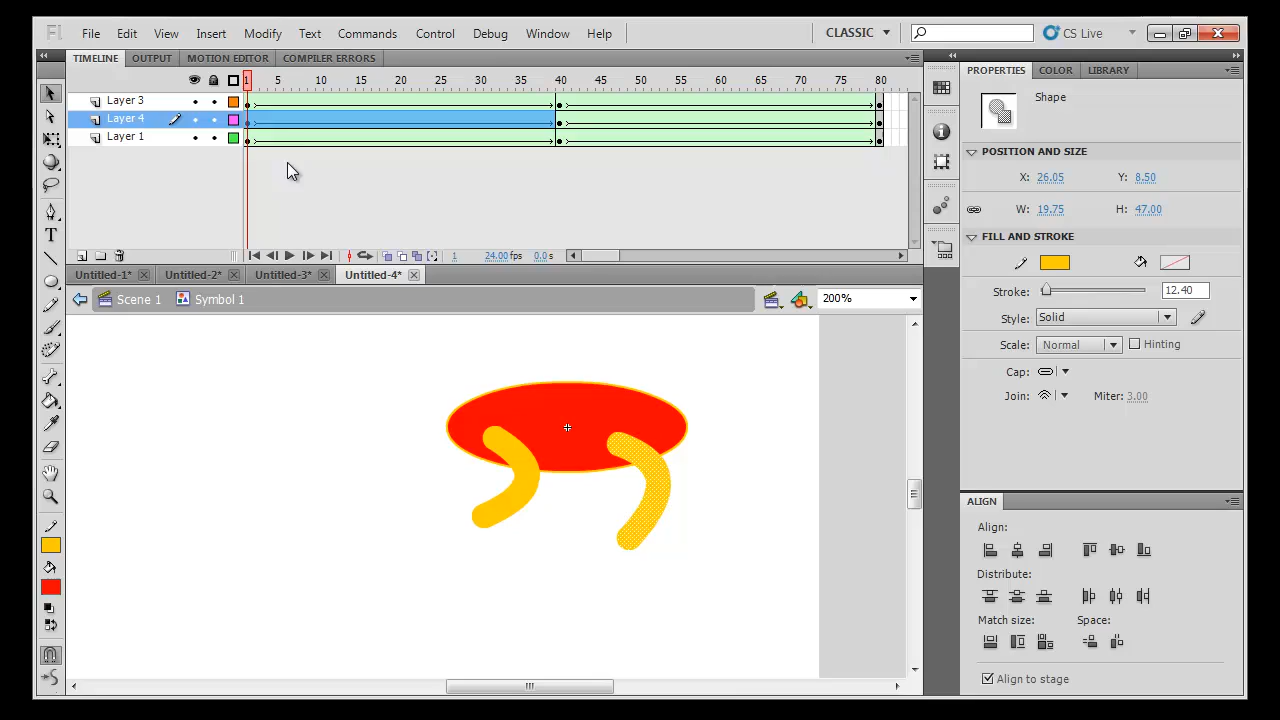 Fl File Edit View Insert Modify Text Commands Control Debug Window Help CLASSIC CS Live
TIMELINE OUTPUT MOTION EDITOR COMPILER ERRORS
1 5 10 15 20 25 30 35 40 45 50 55 60 65 70 75 80
Layer 3
Layer 4
Layer 1
1 24.00 fps 0.0 s
Untitled-1* Untitled-2* Untitled-3* Untitled-4*
Scene 1 Symbol 1 200%
PROPERTIES COLOR LIBRARY
Shape
POSITION AND SIZE
X: 26.05 Y: 8.50
W: 19.75 H: 47.00
FILL AND STROKE
Stroke: 12.40
Style: Solid
Scale: Normal Hinting
Cap:
Join: Miter: 3.00
ALIGN
Align:
Distribute:
Match size: Space:
Align to stage